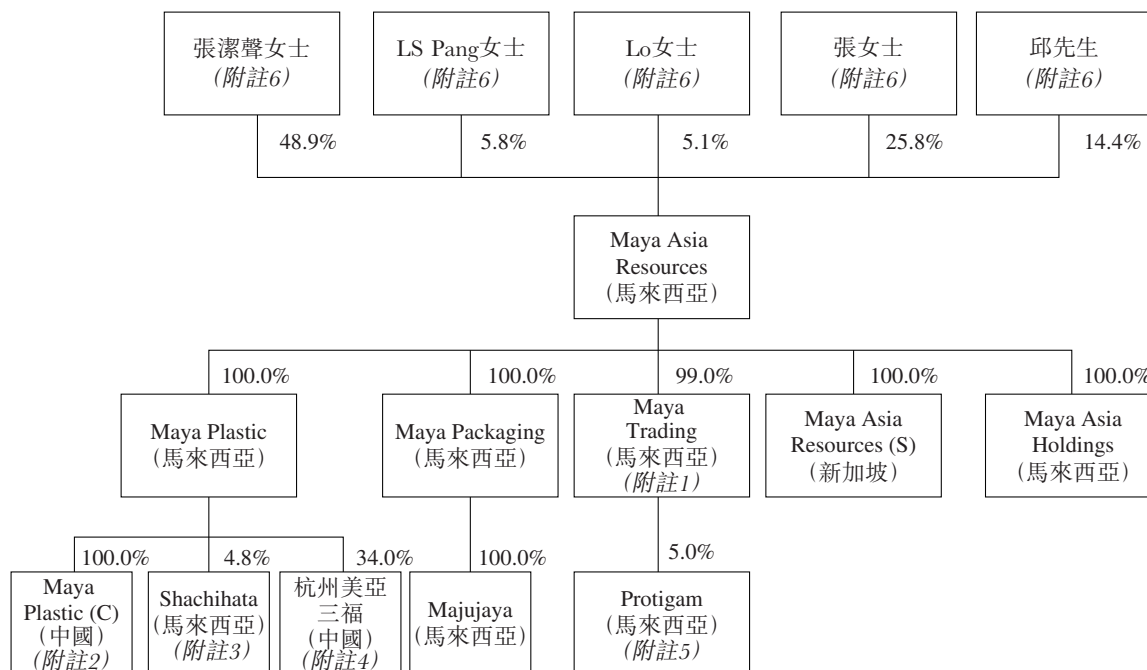 張潔聲女士
(附註6)
LS Pang女士
(附註6)
Lo女士
(附註6)
張女士
(附註6)
邱先生
(附註6)
48.9%
5.8%
5.1%
25.8%
14.4%
Maya Asia
Resources
(馬來西亞)
100.0%
100.0%
99.0%
100.0%
100.0%
Maya Plastic
(馬來西亞)
Maya Packaging
(馬來西亞)
Maya
Trading
(馬來西亞)
(附註1)
Maya Asia
Resources (S)
(新加坡)
Maya Asia
Holdings
(馬來西亞)
100.0%
4.8%
34.0%
100.0%
5.0%
Maya
Plastic (C)
(中國)
(附註2)
Shachihata
(馬來西亞)
(附註3)
杭州美亞
三福
(中國)
(附註4)
Majujaya
(馬來西亞)
Protigam
(馬來西亞)
(附註5)